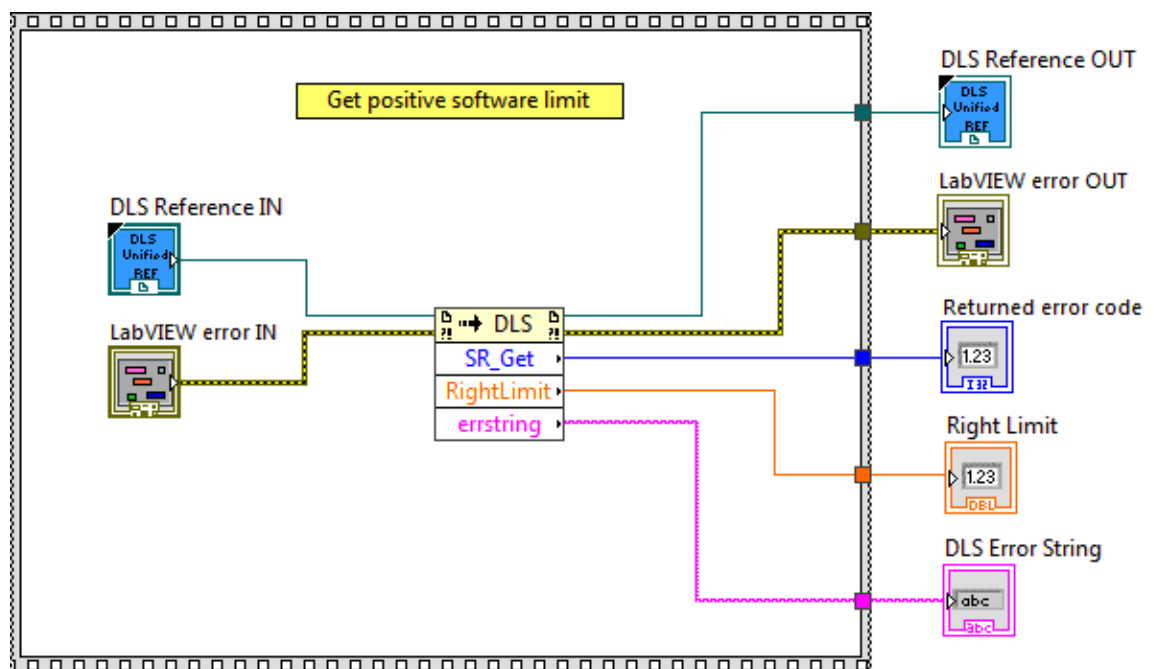 Get positive software limit
DLS Reference IN
DLS
Unified
REF
LabVIEW error IN
?! DLS ?!
SR_Get
RightLimit
errstring
DLS Reference OUT
DLS
Unified
REF
LabVIEW error OUT
Returned error code
1.23
I32
Right Limit
1.23
DBL
DLS Error String
abc
abc